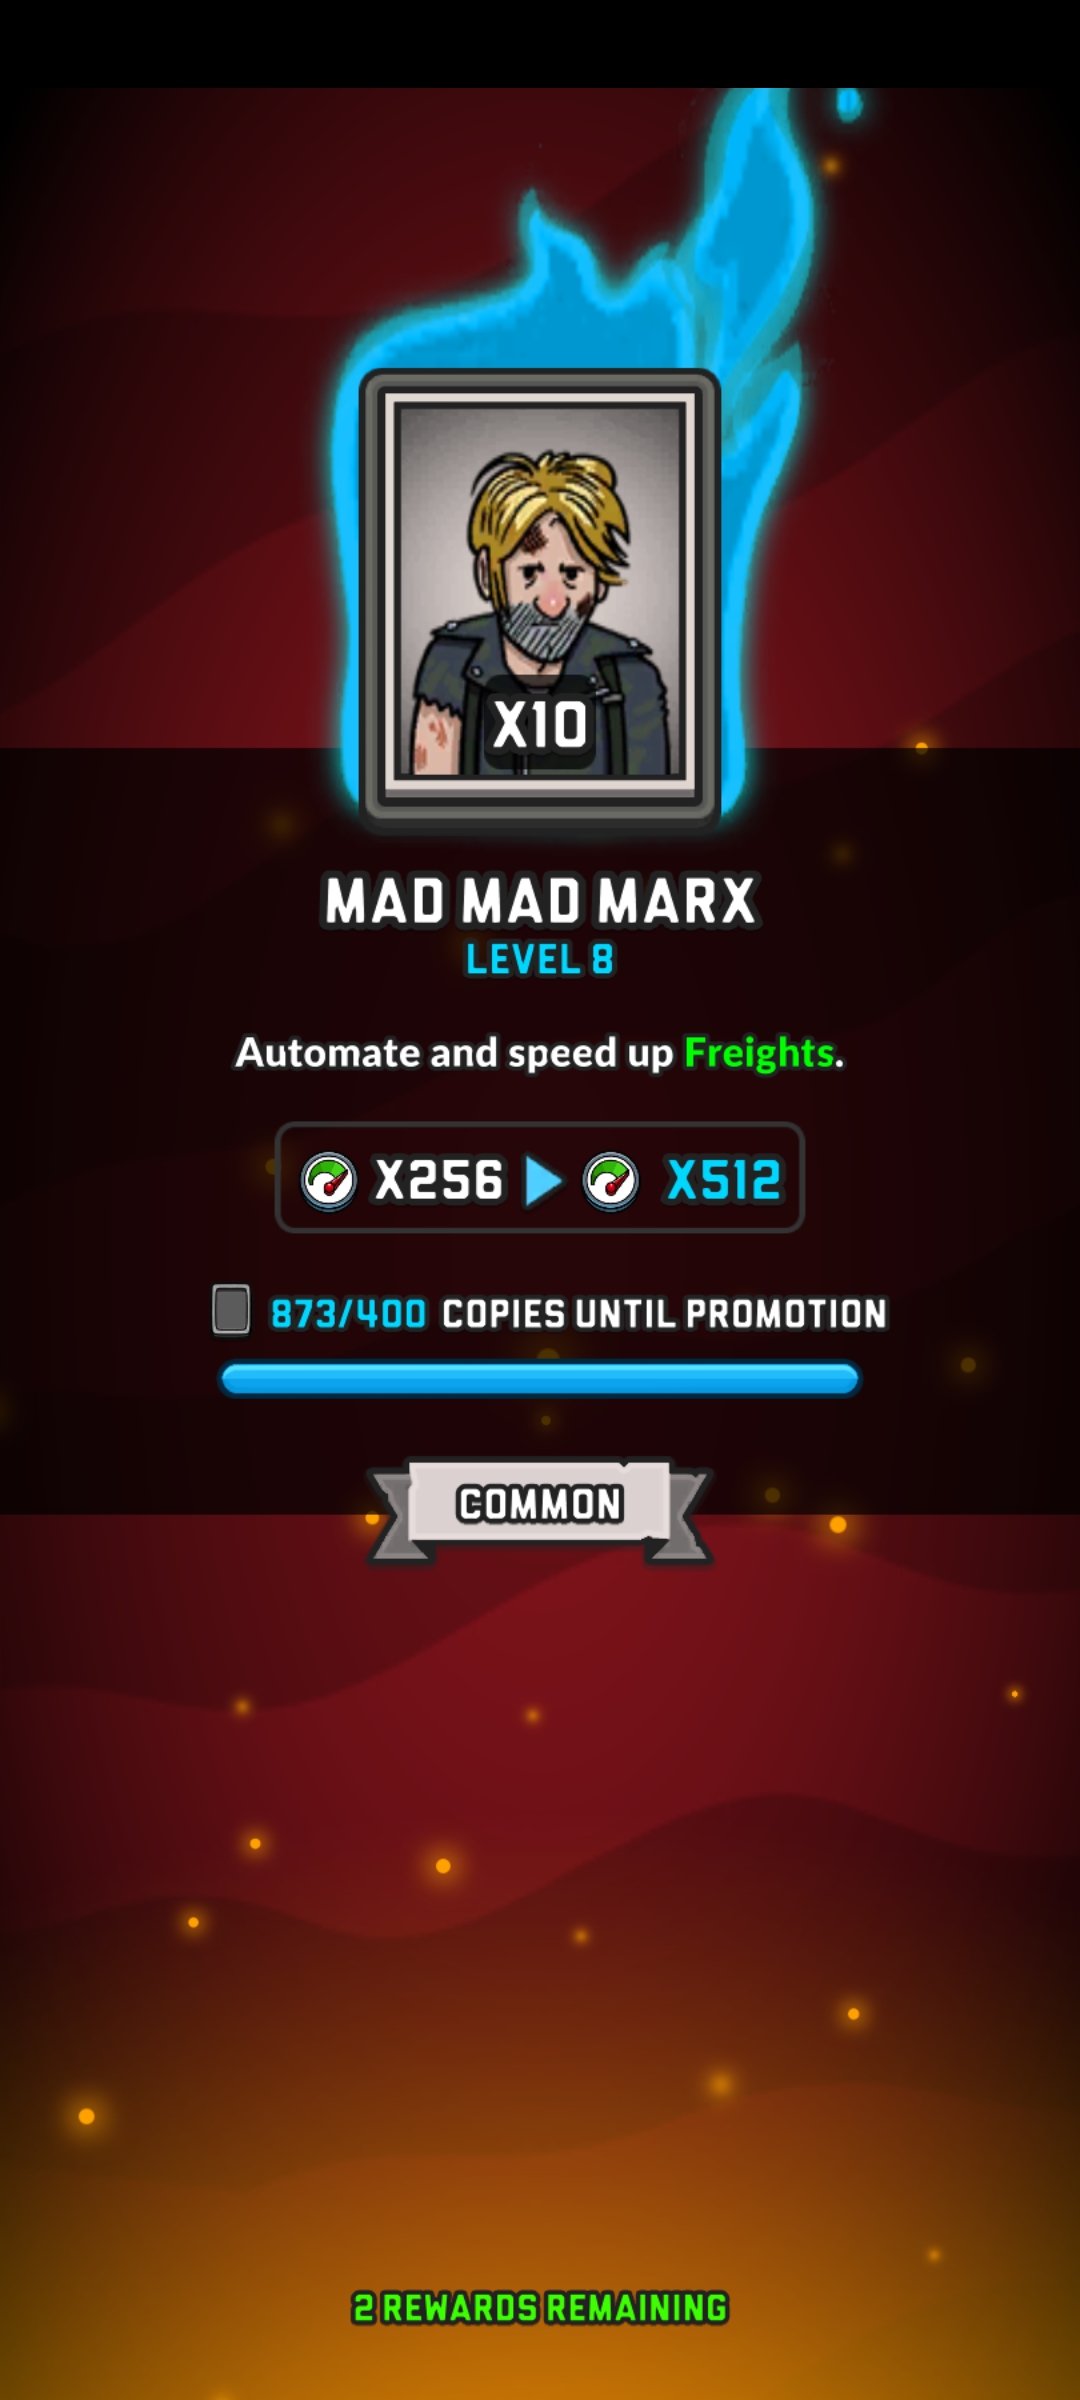 X10
MAD MAD MARX
LEVEL 8
Automate and speed up Freights.
X256 X512
873/400 COPIES UNTIL PROMOTION
COMMON
2 REWARDS REMAINING